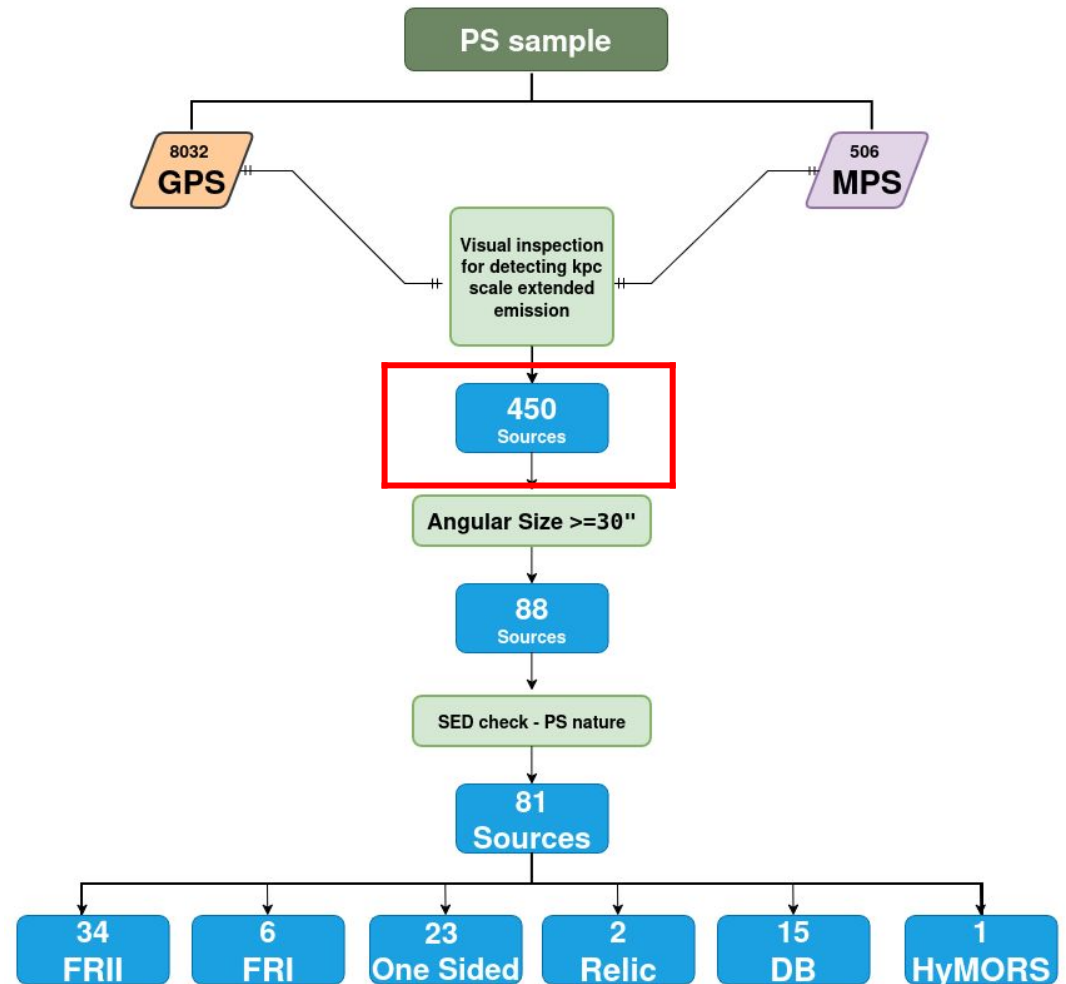 PS sample
8032
GPS
506
MPS
Visual inspection
for detecting kpc
scale extended
emission
450
Sources
Angular Size >=30"
88
Sources
SED check - PS nature
81
Sources
34
FRII
6
FRI
23
One Sided
2
Relic
15
DB
1
HyMORS